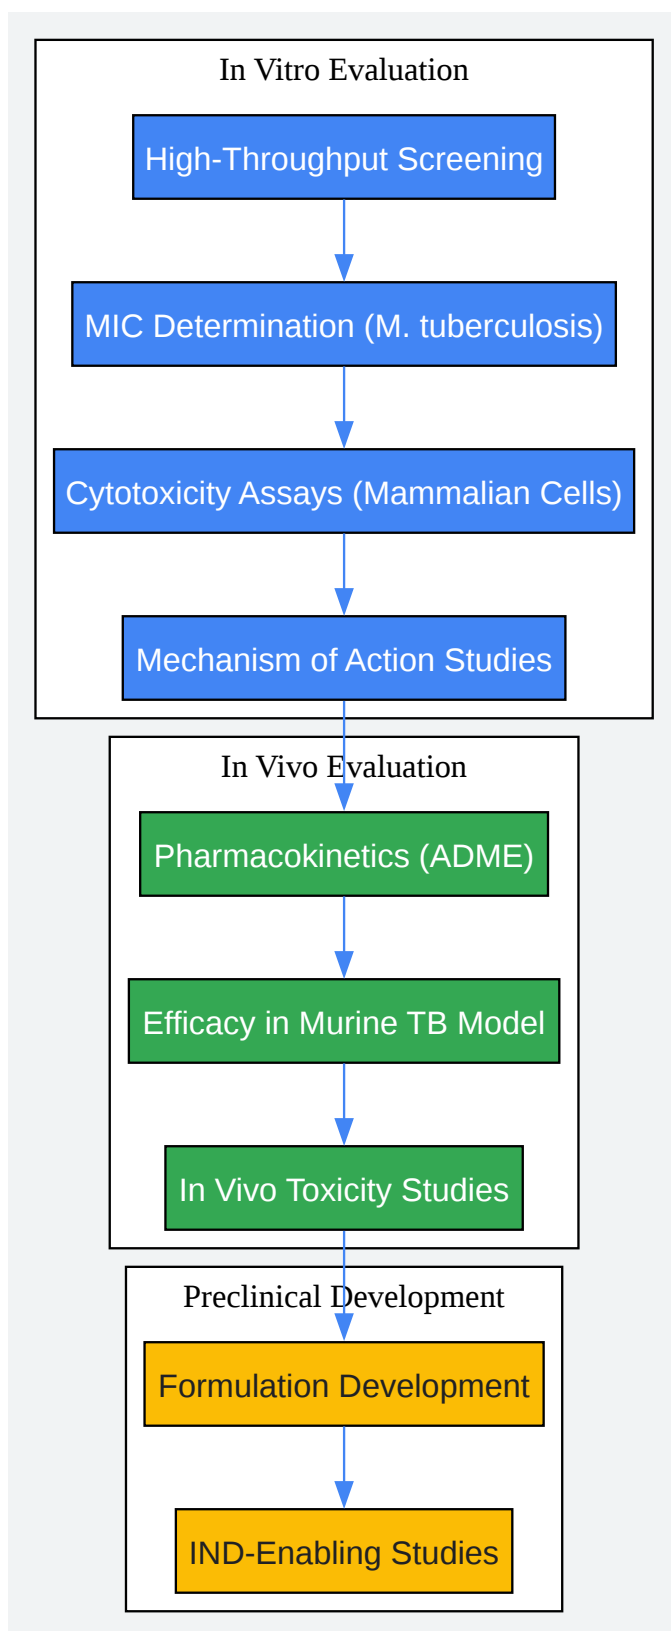 In Vitro Evaluation
High-Throughput Screening
MIC Determination (M. tuberculosis)
Cytotoxicity Assays (Mammalian Cells)
Mechanism of Action Studies
In Vivo Evaluation
Pharmacokinetics (ADME)
Efficacy in Murine TB Model
In Vivo Toxicity Studies
Preclinical Development
Formulation Development
IND-Enabling Studies